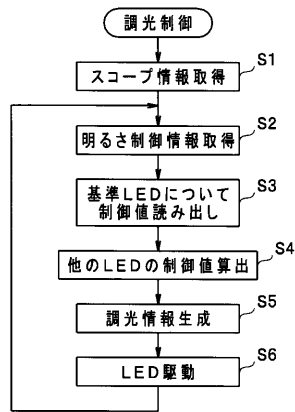 調光制御
S1
スコープ情報取得
S2
明るさ制御情報取得
S3
基準LEDについて
制御値読み出し
S4
他のLEDの制御値算出
S5
調光情報生成
S6
LED駆動